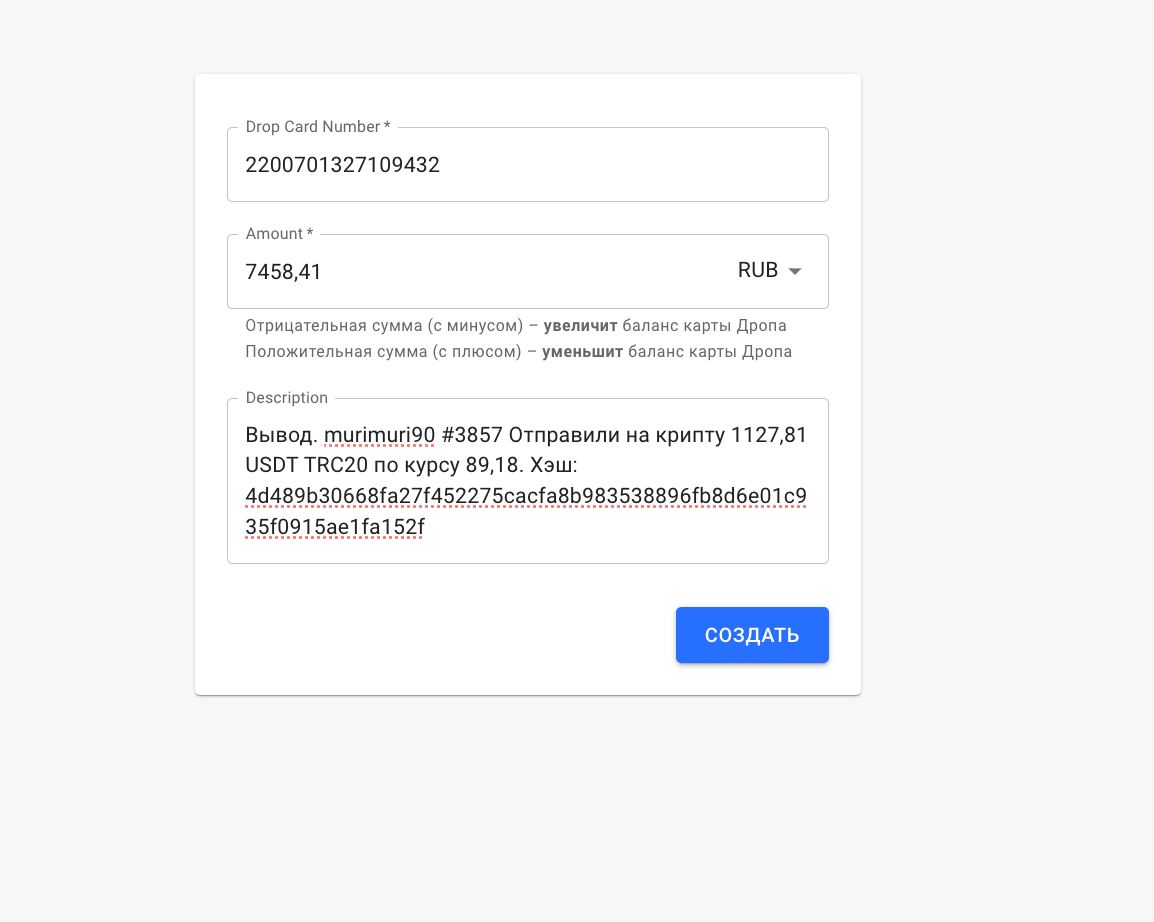 Drop Card Number *
2200701327109432
Amount *
7458,41
RUB
Отрицательная сумма (с минусом) – увеличит баланс карты Дропа
Положительная сумма (с плюсом) – уменьшит баланс карты Дропа
Description
Вывод. murimuri90 #3857 Отправили на крипту 1127,81
USDT TRC20 по курсу 89,18. Хэш:
4d489b30668fa27f452275cacfa8b983538896fb8d6e01c9
35f0915ae1fa152f
СОЗДАТЬ